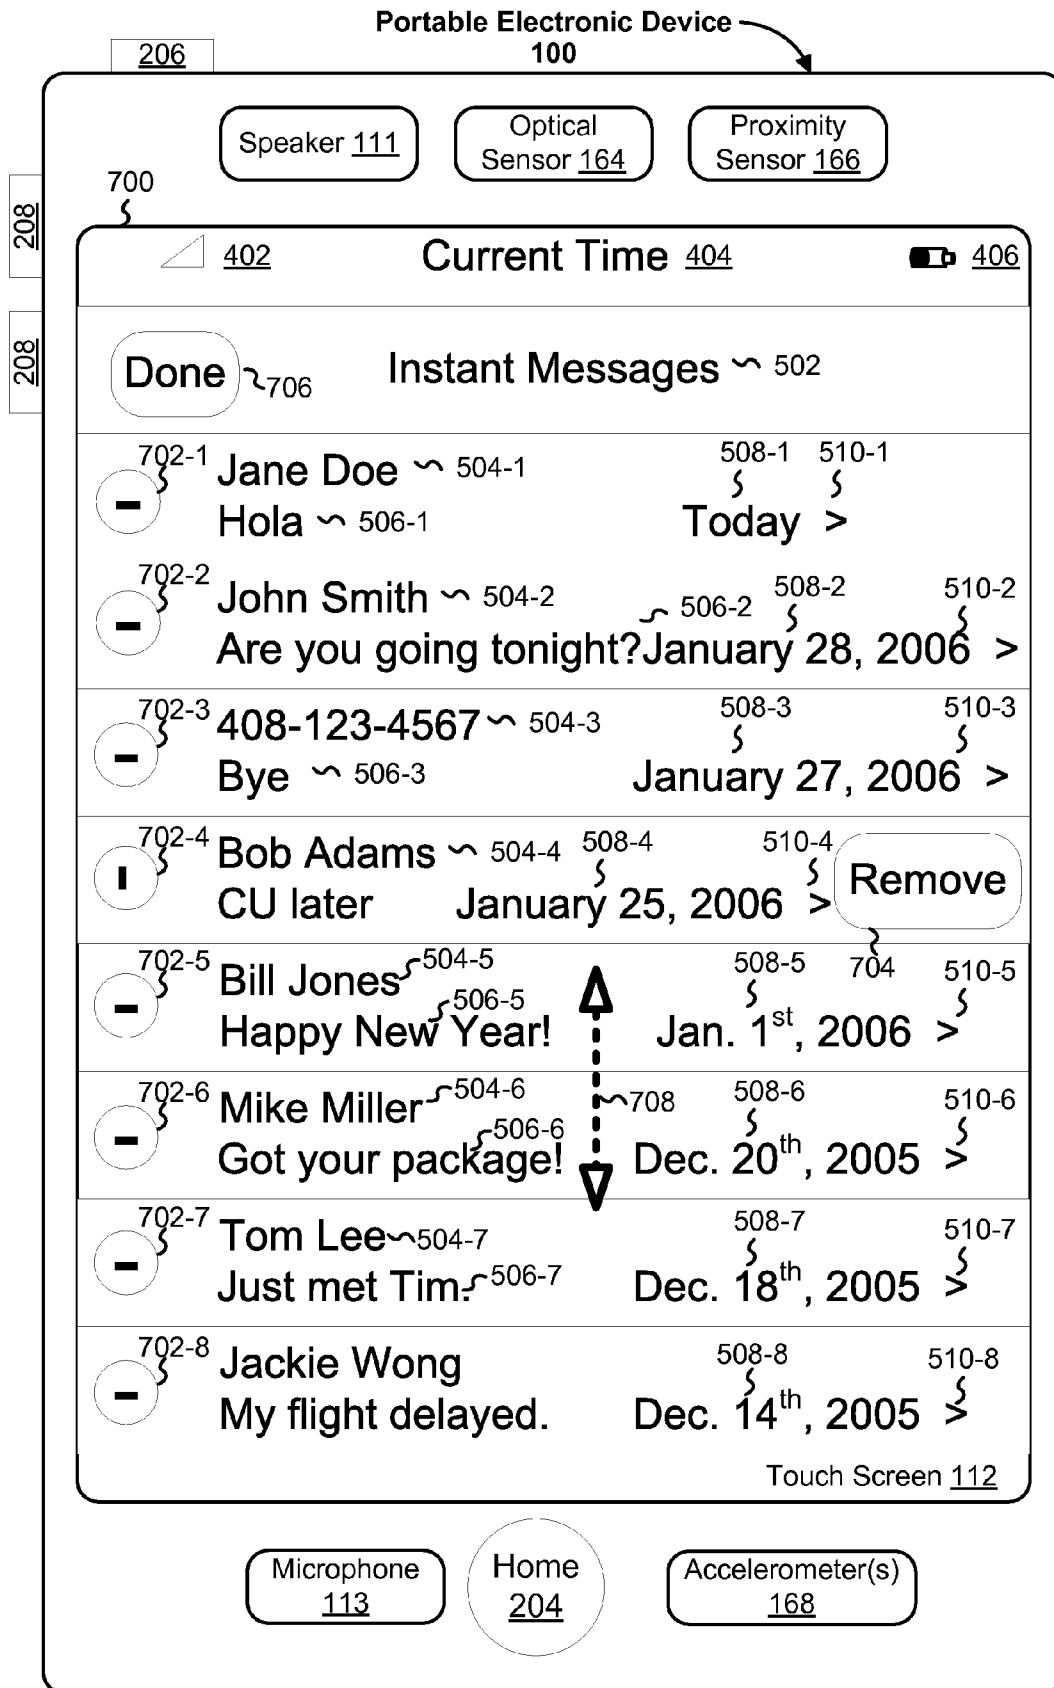 Portable Electronic Device
100
206
Speaker 111
Optical
Sensor 164
Proximity
Sensor 166
208
208
700
402 Current Time 404 406
Done 706 Instant Messages 502
702-1 Jane Doe 504-1 508-1 510-1
Hola 506-1 Today >
702-2 John Smith 504-2 506-2 508-2 510-2
Are you going tonight? January 28, 2006 >
702-3 408-123-4567 504-3 508-3 510-3
Bye 506-3 January 27, 2006 >
702-4 Bob Adams 504-4 508-4 510-4 Remove
CU later January 25, 2006 >
704
702-5 Bill Jones 504-5 508-5 510-5
506-5
Happy New Year! Jan. 1st, 2006 >
702-6 Mike Miller 504-6 708 508-6 510-6
506-6
Got your package! Dec. 20th, 2005 >
702-7 Tom Lee 504-7 508-7 510-7
Just met Tim. 506-7 Dec. 18th, 2005 >
702-8 Jackie Wong 508-8 510-8
My flight delayed. Dec. 14th, 2005 >
Touch Screen 112
Microphone
113
Home
204
Accelerometer(s)
168